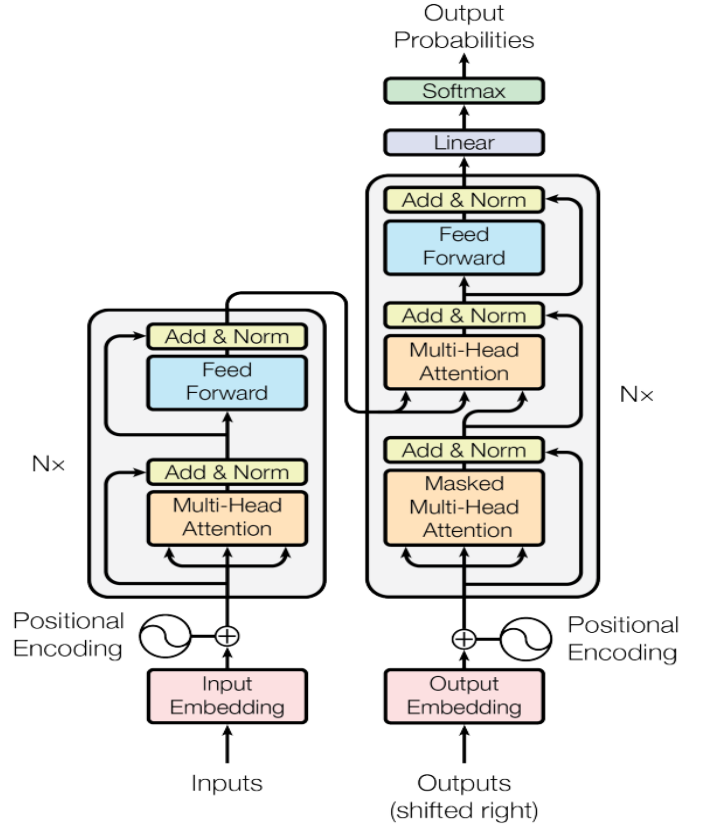 Output
Probabilities
Softmax
Linear
Add & Norm
Feed
Forward
Add & Norm
Multi-Head
Attention
N×
Add & Norm
Masked
Multi-Head
Attention
Add & Norm
Feed
Forward
N×
Add & Norm
Multi-Head
Attention
Positional
Encoding
Positional
Encoding
Input
Embedding
Output
Embedding
Inputs
Outputs
(shifted right)